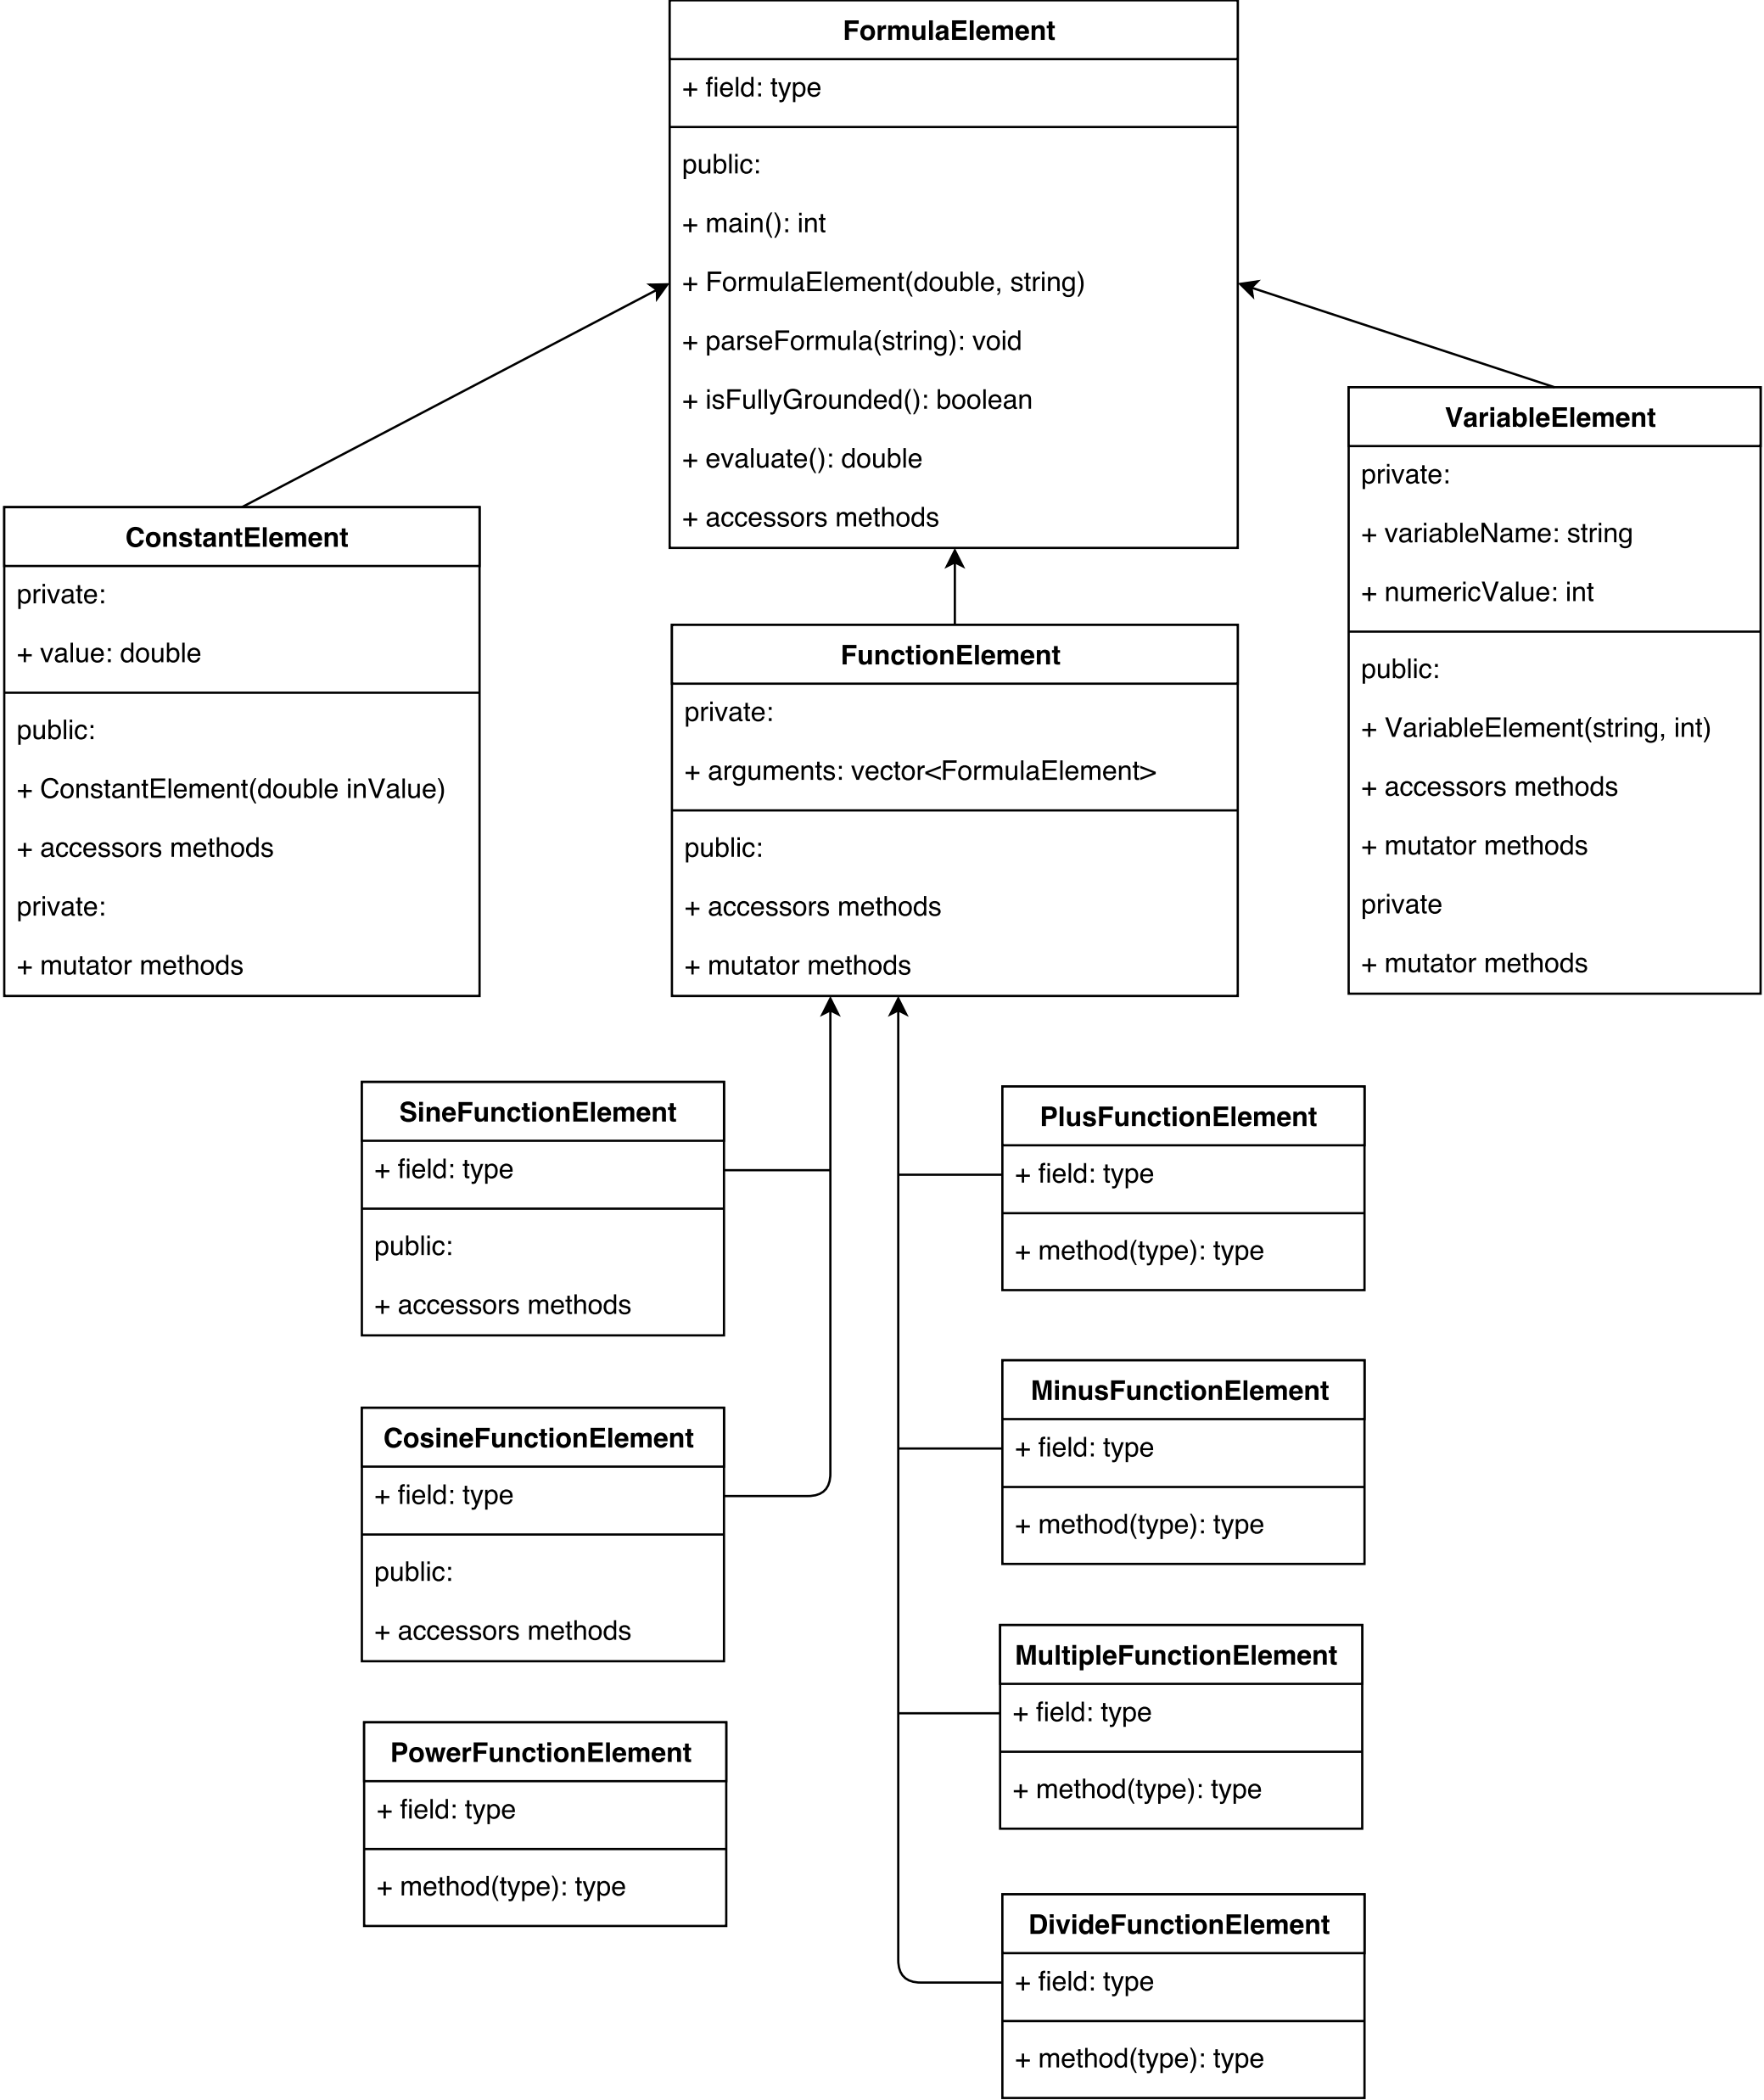 FormulaElement
+ field: type
public:
+ main(): int
+ FormulaElement(double, string)
+ parseFormula(string): void
+ isFullyGrounded(): boolean
+ evaluate(): double
+ accessors methods
ConstantElement
private:
+ value: double
public:
+ ConstantElement(double inValue)
+ accessors methods
private:
+ mutator methods
FunctionElement
private:
+ arguments: vector<FormulaElement>
public:
+ accessors methods
+ mutator methods
VariableElement
private:
+ variableName: string
+ numericValue: int
public:
+ VariableElement(string, int)
+ accessors methods
+ mutator methods
private
+ mutator methods
SineFunctionElement
+ field: type
public:
+ accessors methods
CosineFunctionElement
+ field: type
public:
+ accessors methods
PowerFunctionElement
+ field: type
+ method(type): type
PlusFunctionElement
+ field: type
+ method(type): type
MinusFunctionElement
+ field: type
+ method(type): type
MultipleFunctionElement
+ field: type
+ method(type): type
DivideFunctionElement
+ field: type
+ method(type): type